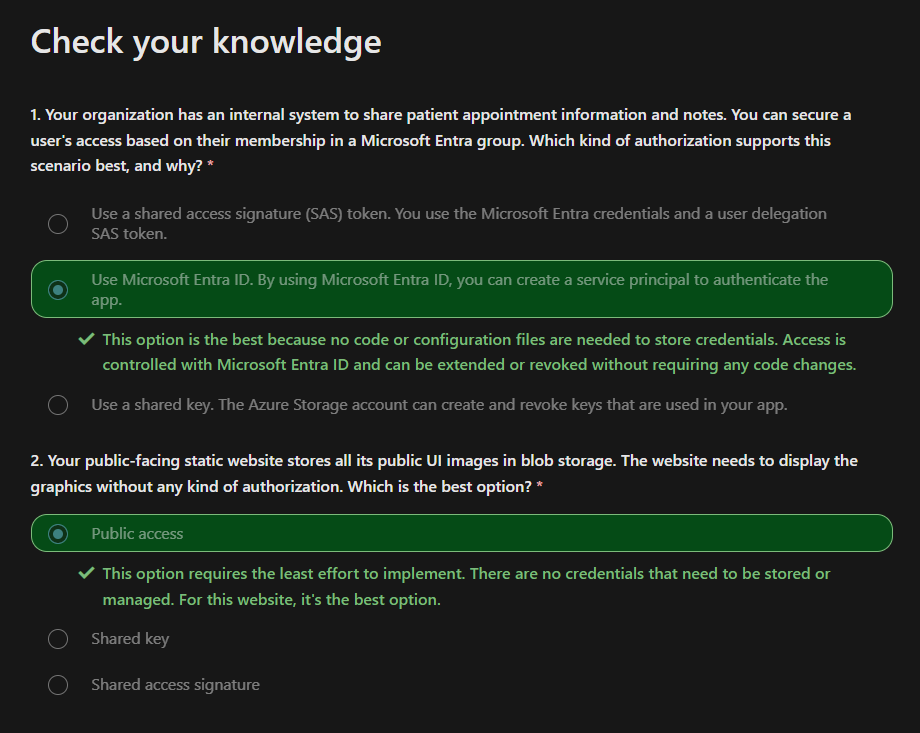 Check your knowledge
1. Your organization has an internal system to share patient appointment information and notes. You can secure a
user's access based on their membership in a Microsoft Entra group. Which kind of authorization supports this
scenario best, and why? *
Use a shared access signature (SAS) token. You use the Microsoft Entra credentials and a user delegation
SAS token.
Use Microsoft Entra ID. By using Microsoft Entra ID, you can create a service principal to authenticate the
app.
This option is the best because no code or configuration files are needed to store credentials. Access is
controlled with Microsoft Entra ID and can be extended or revoked without requiring any code changes.
Use a shared key. The Azure Storage account can create and revoke keys that are used in your app.
2. Your public-facing static website stores all its public UI images in blob storage. The website needs to display the
graphics without any kind of authorization. Which is the best option? *
Public access
This option requires the least effort to implement. There are no credentials that need to be stored or
managed. For this website, it's the best option.
Shared key
Shared access signature